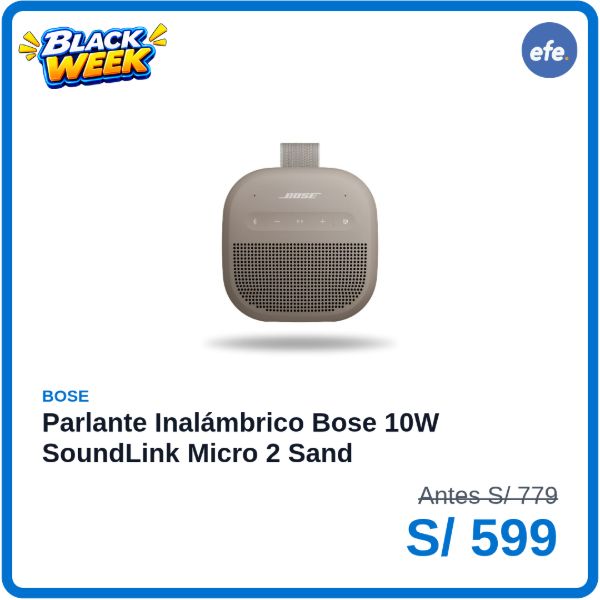 BLACK
WEEK
efe.
BOSE
BOSE
Parlante Inalámbrico Bose 10W
SoundLink Micro 2 Sand
Antes S/ 779
S/ 599